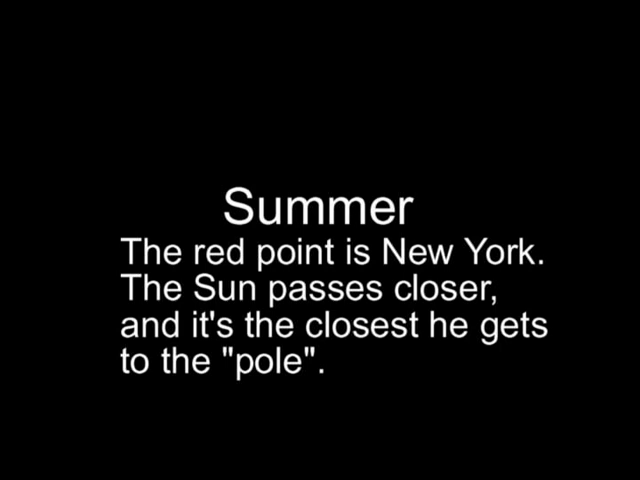 Summer
The red point is New York.
The Sun passes closer,
and it's the closest he gets
to the "pole".